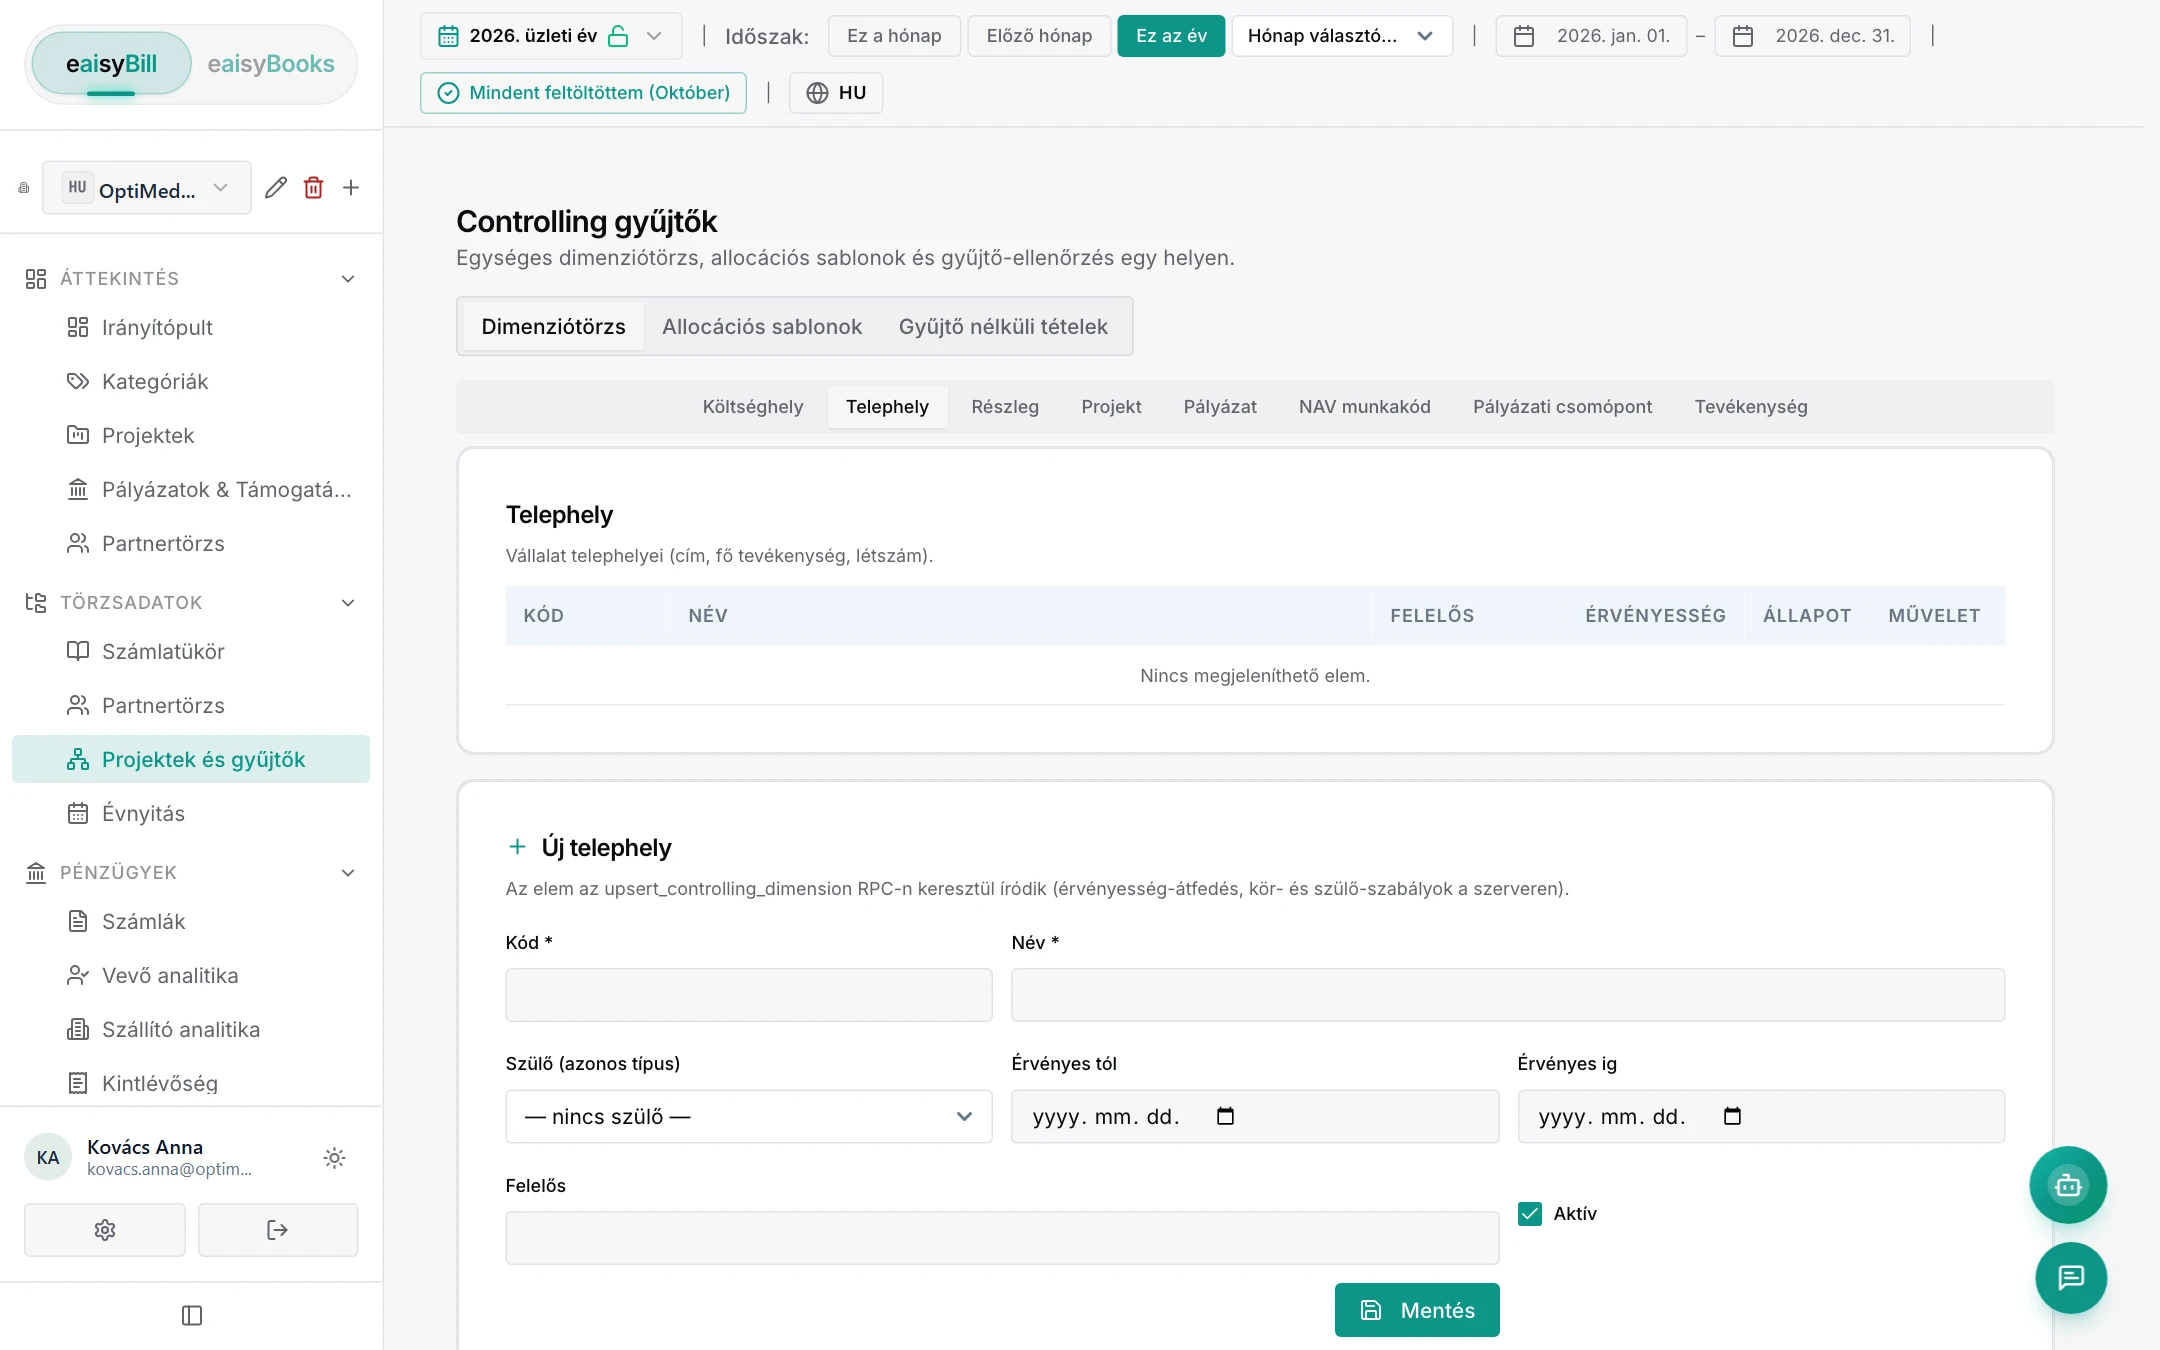 eaisyBill
eaisyBooks
2026. üzleti év
Időszak:
Ez a hónap
Előző hónap
Ez az év
Hónap választó...
2026. jan. 01.
–
2026. dec. 31.
Mindent feltöltöttem (Október)
HU
HU
OptiMed...
ÁTTEKINTÉS
Irányítópult
Kategóriák
Projektek
Pályázatok & Támogatá...
Partnertörzs
TÖRZSADATOK
Számlatükör
Partnertörzs
Projektek és gyűjtők
Évnyitás
PÉNZÜGYEK
Számlák
Vevő analitika
Szállító analitika
Kintlévőség
KA
Kovács Anna
kovacs.anna@optim...
Controlling gyűjtők
Egységes dimenziótörzs, allocációs sablonok és gyűjtő-ellenőrzés egy helyen.
Dimenziótörzs
Allocációs sablonok
Gyűjtő nélküli tételek
Költséghely
Telephely
Részleg
Projekt
Pályázat
NAV munkakód
Pályázati csomópont
Tevékenység
Telephely
Vállalat telephelyei (cím, fő tevékenység, létszám).
KÓD
NÉV
FELELŐS
ÉRVÉNYESSÉG
ÁLLAPOT
MŰVELET
Nincs megjeleníthető elem.
Új telephely
Az elem az upsert_controlling_dimension RPC-n keresztül íródik (érvényesség-átfedés, kör- és szülő-szabályok a szerveren).
Kód *
Név *
Szülő (azonos típus)
Érvényes tól
Érvényes ig
— nincs szülő —
yyyy. mm. dd.
yyyy. mm. dd.
Felelős
Aktív
Mentés